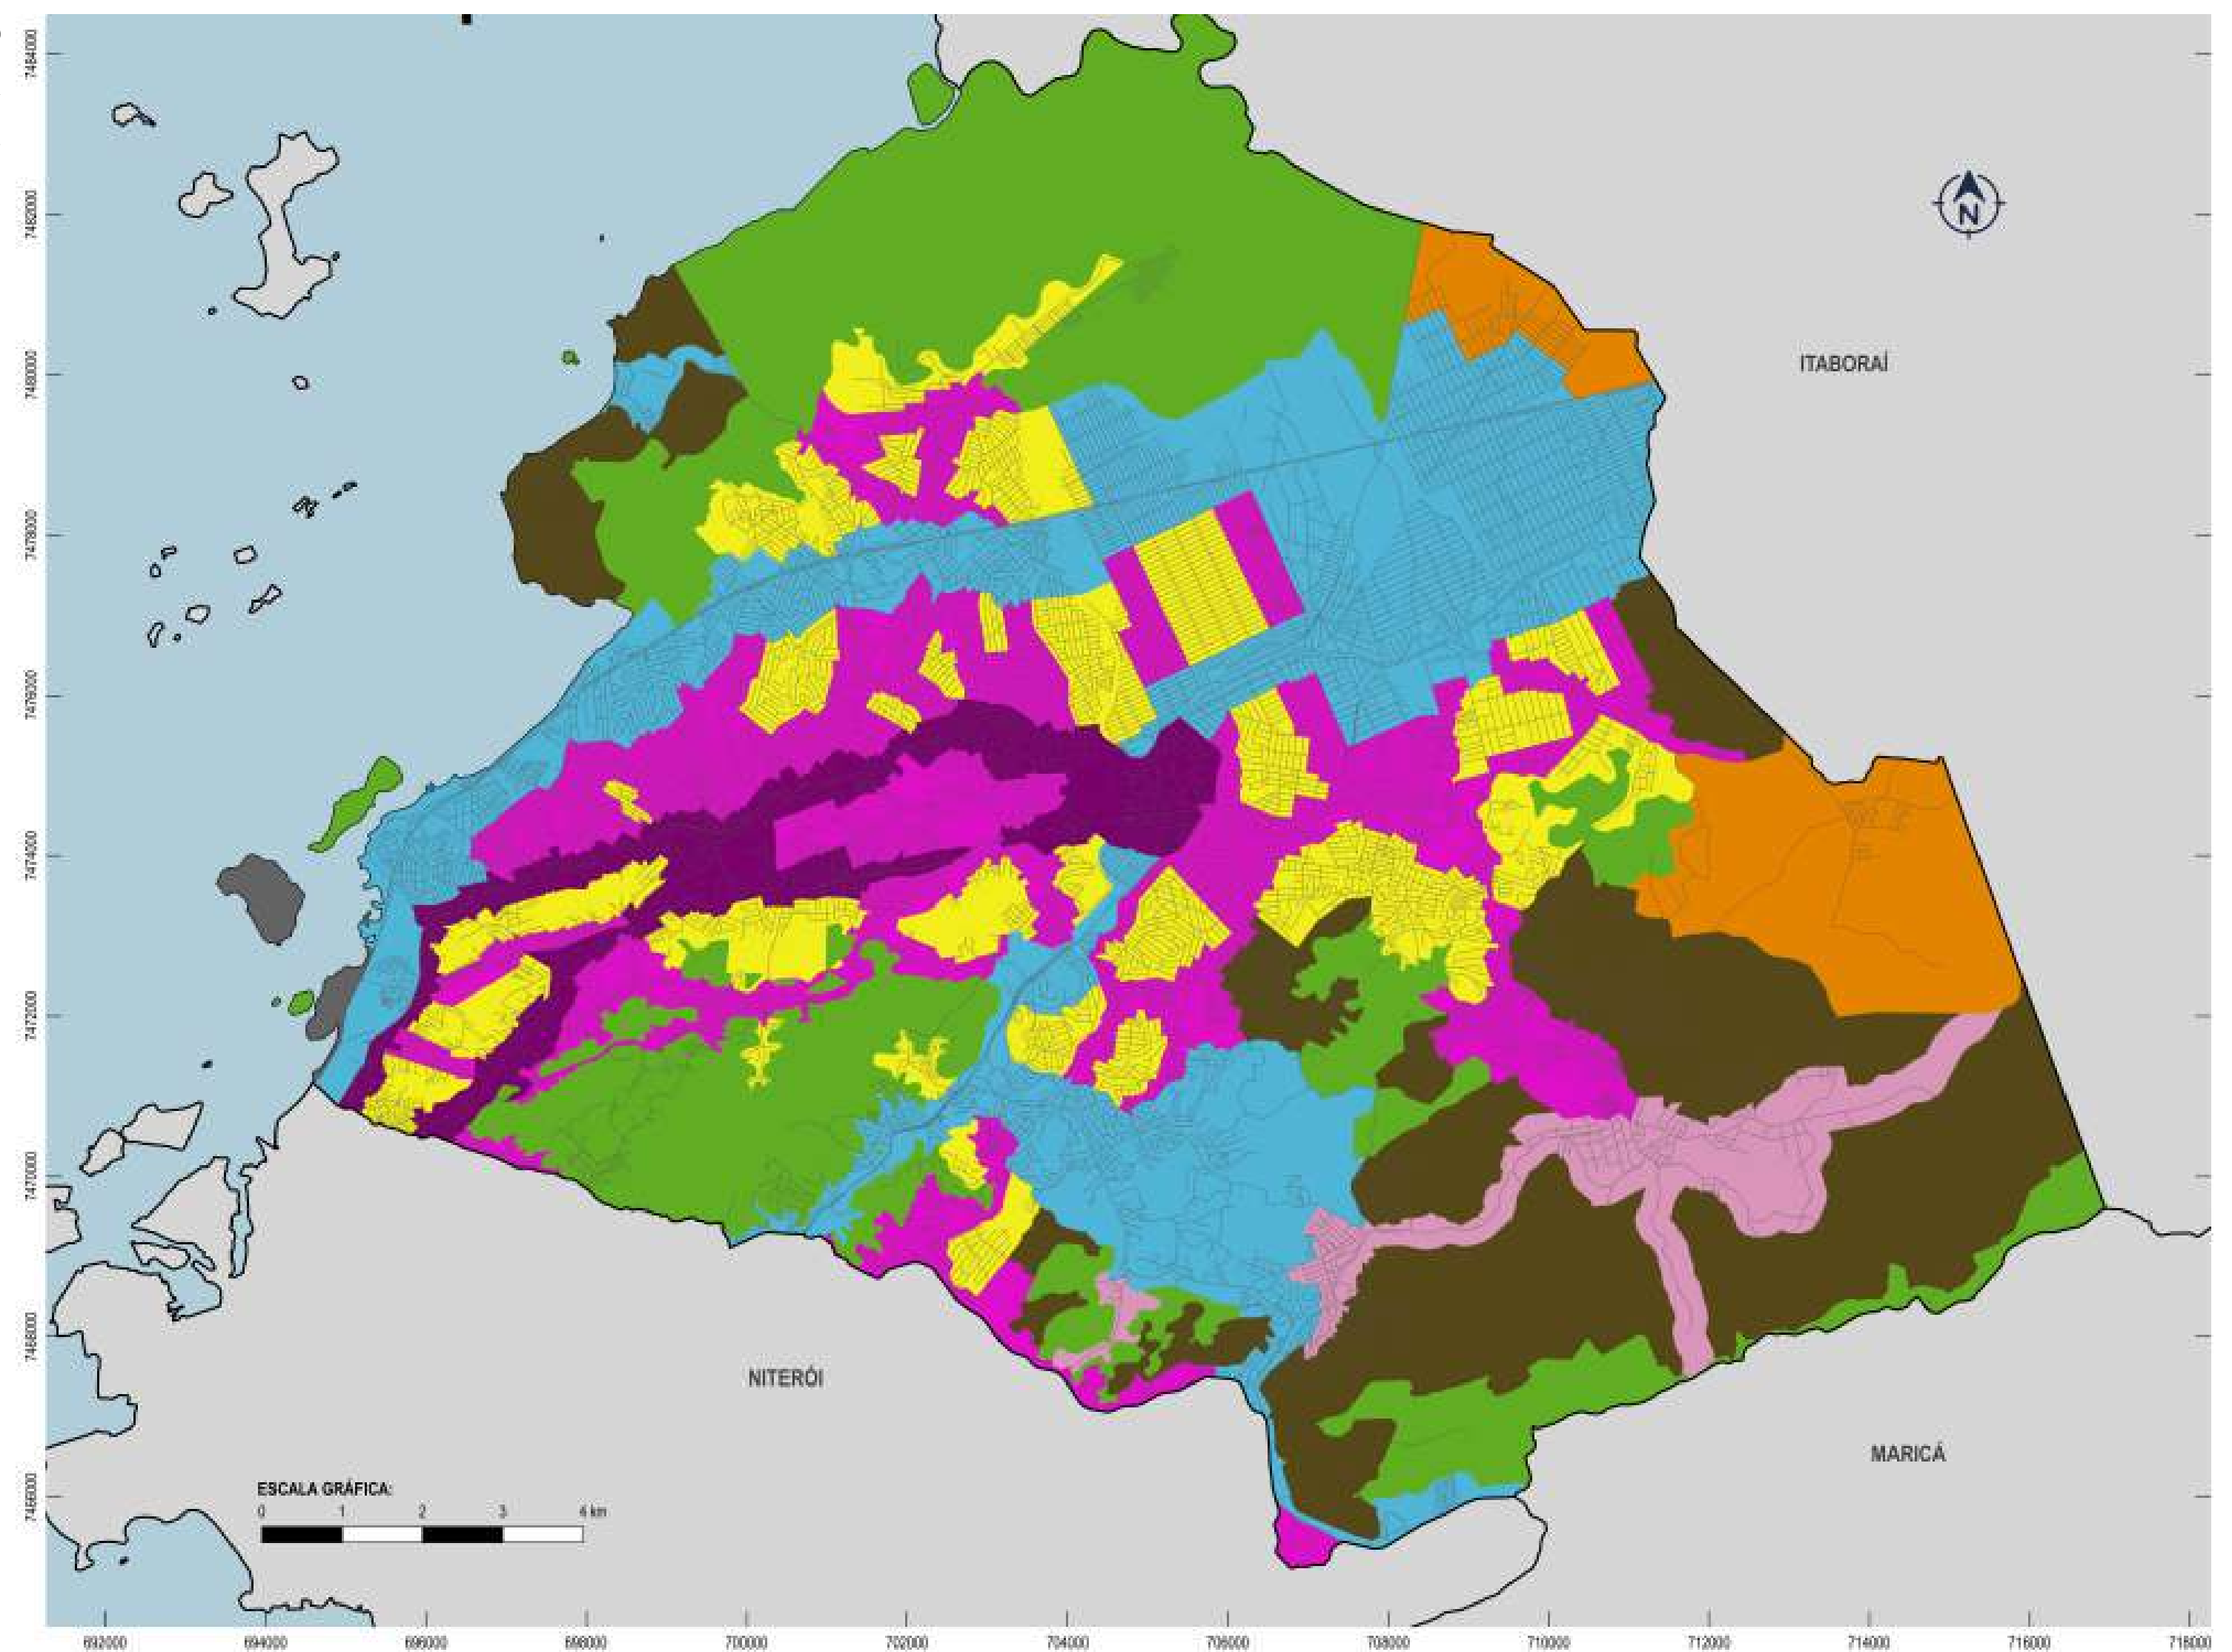 7484000
7482000
N
ITABORAÍ
7480000
7478000
7476000
7474000
7472000
7470000
7468000
NITERÓI
MARICÁ
7466000
ESCALA GRÁFICA:
0 1 2 3 4 km
692000 694000 696000 698000 700000 702000 704000 706000 708000 710000 712000 714000 716000 718000